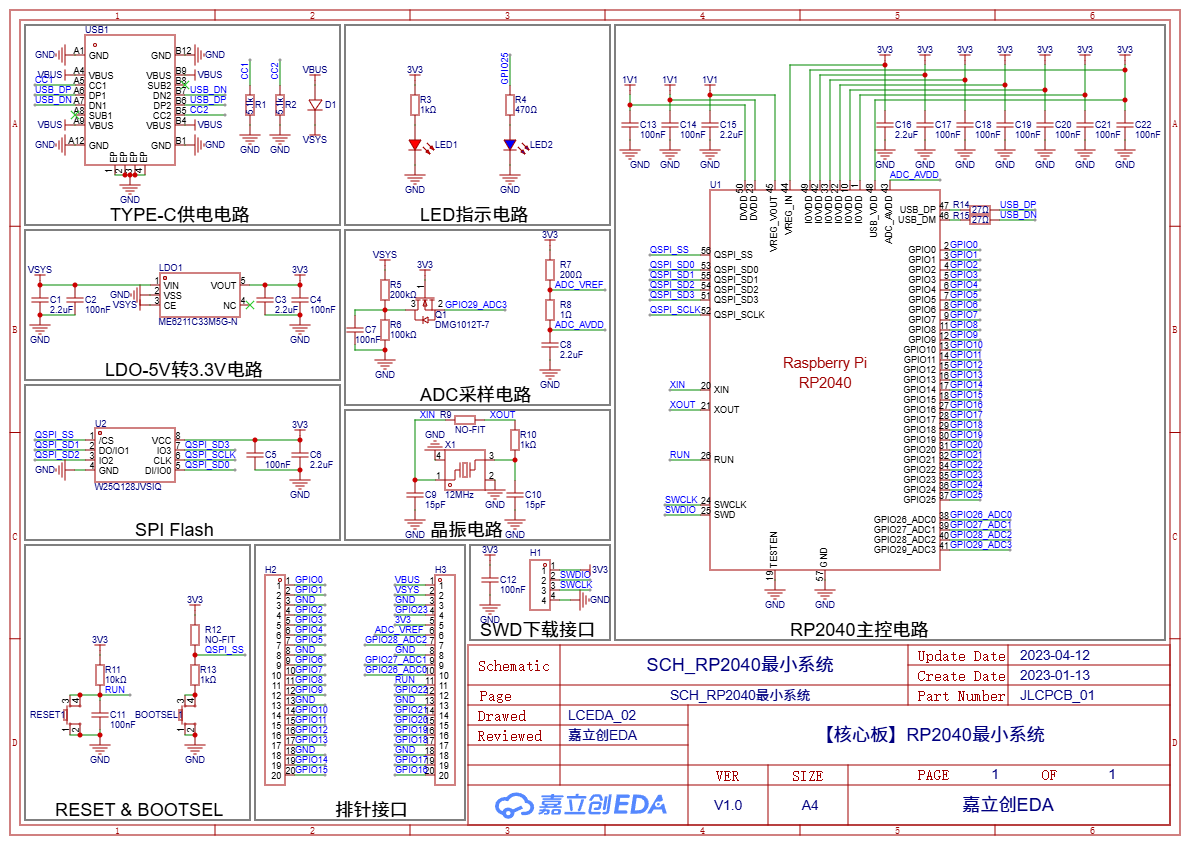 1 2 3 4 5 6
A
B
C
D
USB1
GND A1 GND GND B12 GND
VBUS A4 VBUS VBUS B9 VBUS
CC1 A5 CC1 SUB2 B8
USB_DP A6 DP1 DN2 B7 USB_DN
USB_DN A7 DN1 DP2 B6 USB_DP
A8 SUB1 CC2 B5 CC2
VBUS A9 VBUS VBUS B4 VBUS
GND A12 GND GND B1 GND
EP EP EP EP
1 2 3 4
GND
CC1 CC2 VBUS
5.1k R1 5.1k R2 D1
GND GND VSYS
TYPE-C供电电路
3V3 GPIO25
R3 1kΩ
R4 470Ω
LED1 LED2
GND GND
LED指示电路
VSYS LDO1 3V3
1 VIN VOUT 5
GND 2 VSS
VSYS 3 CE NC 4
ME6211C33M5G-N
C1 2.2uF
C2 100nF
C3 2.2uF
C4 100nF
GND GND
LDO-5V转3.3V电路
VSYS 3V3 3V3
R5 200kΩ
R6 100kΩ
C7 100nF
1 2 3
GPIO29_ADC3
Q1
DMG1012T-7
GND
R7 200Ω
ADC_VREF
R8 1Ω
ADC_AVDD
C8 2.2uF
GND
ADC采样电路
U2 3V3
QSPI_SS 1 /CS VCC 8
QSPI_SD1 2 DO/IO1 IO3 7 QSPI_SD3
QSPI_SD2 3 IO2 CLK 6 QSPI_SCLK
GND 4 GND DI/IO0 5 QSPI_SD0
W25Q128JVSIQ
C5 100nF
C6 2.2uF
GND
SPI Flash
XIN R9 XOUT
NO-FIT
GND X1
R10 1kΩ
4 3
1 2
12MHz
GND
C9 15pF
C10 15pF
GND GND
晶振电路
3V3
R12 NO-FIT
QSPI_SS
R13 1kΩ
3V3
R11 10kΩ
RUN
RESET
C11 100nF
BOOTSEL
3 4
1 2
3 4
1 2
GND GND
RESET & BOOTSEL
H2
1 GPIO0
2 GPIO1
3 GND
4 GPIO2
5 GPIO3
6 GPIO4
7 GPIO5
8 GND
9 GPIO6
10 GPIO7
11 GPIO8
12 GPIO9
13 GND
14 GPIO10
15 GPIO11
16 GPIO12
17 GPIO13
18 GND
19 GPIO14
20 GPIO15
H3
VBUS 1
VSYS 2
GND 3
GPIO23 4
3V3 5
ADC_VREF 6
GPIO28_ADC2 7
GND 8
GPIO27_ADC1 9
GPIO26_ADC0 10
RUN 11
GPIO22 12
GND 13
GPIO21 14
GPIO20 15
GPIO19 16
GPIO18 17
GND 18
GPIO17 19
GPIO16 20
排针接口
3V3 H1
C12 100nF
GND
1 3V3
2 SWDIO
3 SWCLK
4 GND
SWD下载接口
1V1 1V1 1V1
C13 100nF
C14 100nF
C15 2.2uF
GND GND GND
3V3 3V3 3V3 3V3 3V3 3V3 3V3
C16 2.2uF
C17 100nF
C18 100nF
C19 100nF
C20 100nF
C21 100nF
C22 100nF
GND GND GND GND GND GND GND
ADC_AVDD
U1
50 23 45 44 49 42 33 22 10 1 48 43
DVDD DVDD VREG_VOUT VREG_IN IOVDD IOVDD IOVDD IOVDD IOVDD IOVDD USB_VDD ADC_AVDD
USB_DP 47 R14 27Ω USB_DP
USB_DM 46 R15 27Ω USB_DN
QSPI_SS 56 QSPI_SS
QSPI_SD0 53 QSPI_SD0
QSPI_SD1 55 QSPI_SD1
QSPI_SD2 54 QSPI_SD2
QSPI_SD3 51 QSPI_SD3
QSPI_SCLK 52 QSPI_SCLK
XIN 20 XIN
XOUT 21 XOUT
RUN 26 RUN
SWCLK 24 SWCLK
SWDIO 25 SWD
Raspberry Pi
RP2040
GPIO0 2 GPIO0
GPIO1 3 GPIO1
GPIO2 4 GPIO2
GPIO3 5 GPIO3
GPIO4 6 GPIO4
GPIO5 7 GPIO5
GPIO6 8 GPIO6
GPIO7 9 GPIO7
GPIO8 11 GPIO8
GPIO9 12 GPIO9
GPIO10 13 GPIO10
GPIO11 14 GPIO11
GPIO12 15 GPIO12
GPIO13 16 GPIO13
GPIO14 17 GPIO14
GPIO15 18 GPIO15
GPIO16 27 GPIO16
GPIO17 28 GPIO17
GPIO18 29 GPIO18
GPIO19 30 GPIO19
GPIO20 31 GPIO20
GPIO21 32 GPIO21
GPIO22 34 GPIO22
GPIO23 35 GPIO23
GPIO24 36 GPIO24
GPIO25 37 GPIO25
GPIO26_ADC0 38 GPIO26_ADC0
GPIO27_ADC1 39 GPIO27_ADC1
GPIO28_ADC2 40 GPIO28_ADC2
GPIO29_ADC3 41 GPIO29_ADC3
TESTEN GND
19 57
GND GND
RP2040主控电路
Schematic SCH_RP2040最小系统 Update Date 2023-04-12
Create Date 2023-01-13
Page SCH_RP2040最小系统 Part Number JLCPCB_01
Drawed LCEDA_02
Reviewed 嘉立创EDA
【核心板】RP2040最小系统
VER SIZE PAGE 1 OF 1
嘉立创EDA V1.0 A4 嘉立创EDA
A
B
C
D
1 2 3 4 5 6